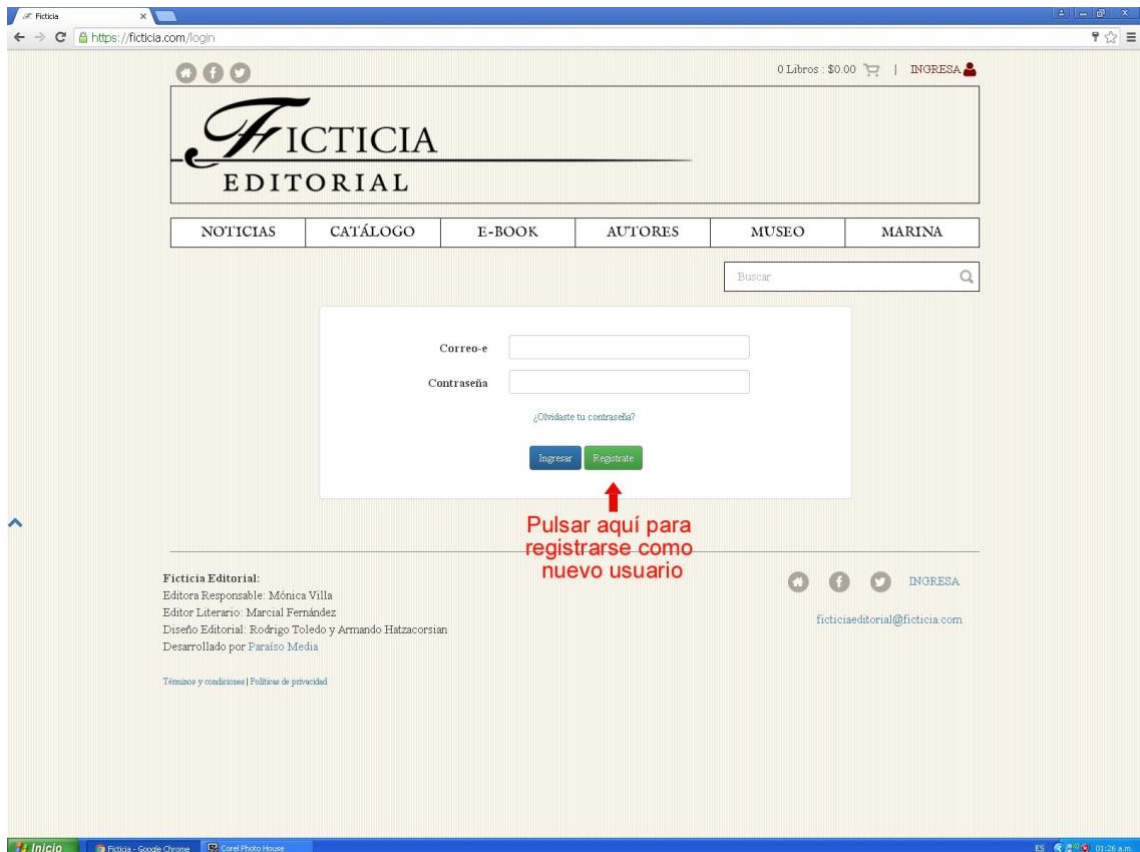 Ficticia
https://ficticia.com/login
0 Libros : $0.00 | INGRESA
FICTICIA
EDITORIAL
NOTICIAS CATÁLOGO E-BOOK AUTORES MUSEO MARINA
Buscar
Correo-e
Contraseña
¿Olvidaste tu contraseña?
Ingresar Registrate
Pulsar aquí para
registrarse como
nuevo usuario
Ficticia Editorial:
Editora Responsable: Mónica Villa
Editor Literario: Marcial Fernández
Diseño Editorial: Rodrigo Toledo y Armando Hatzacorsian
Desarrollado por Paraíso Media
INGRESA
ficticiaeditorial@ficticia.com
Términos y condiciones | Políticas de privacidad
Inicio Ficticia - Google Chrome Corel Photo House ES 01:26 a.m.